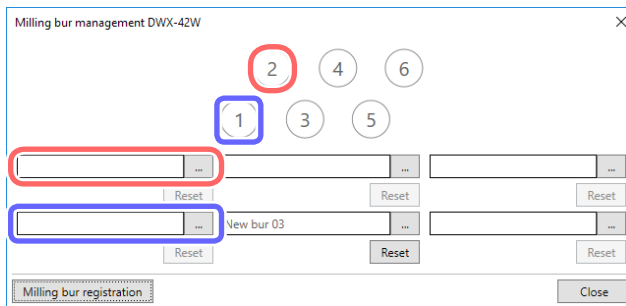 Milling bur management DWX-42W
2 4 6
1 3 5
... ... ...
Reset Reset Reset
... New bur 03 ... ...
Reset Reset Reset
Milling bur registration Close